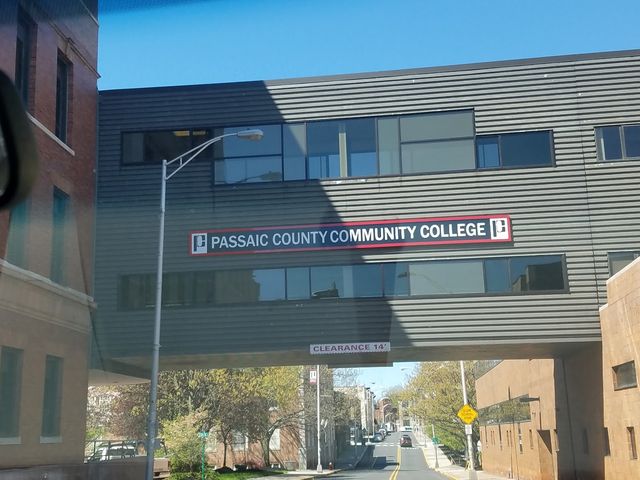 PASSAIC COUNTY COMMUNITY COLLEGE
CLEARANCE 14'